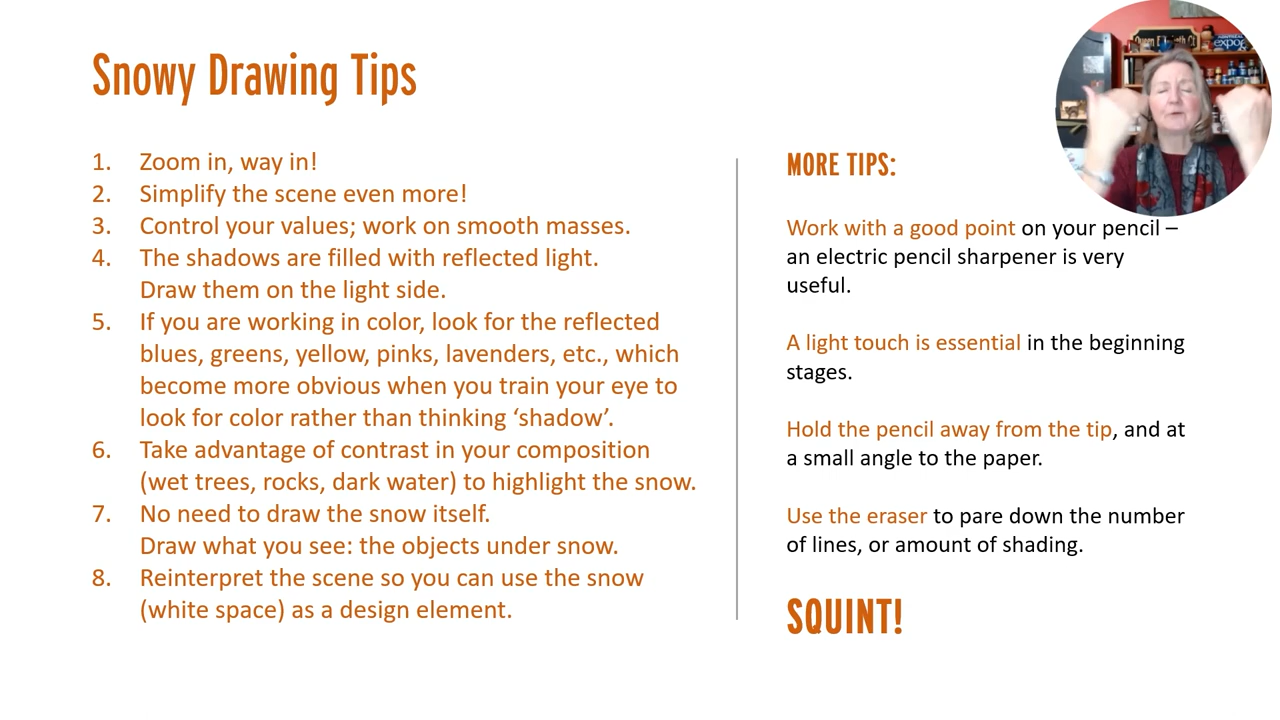 Snowy Drawing Tips
1. Zoom in, way in!
2. Simplify the scene even more!
3. Control your values; work on smooth masses.
4. The shadows are filled with reflected light.
Draw them on the light side.
5. If you are working in color, look for the reflected
blues, greens, yellow, pinks, lavenders, etc., which
become more obvious when you train your eye to
look for color rather than thinking ‘shadow’.
6. Take advantage of contrast in your composition
(wet trees, rocks, dark water) to highlight the snow.
7. No need to draw the snow itself.
Draw what you see: the objects under snow.
8. Reinterpret the scene so you can use the snow
(white space) as a design element.
MORE TIPS:
Work with a good point on your pencil –
an electric pencil sharpener is very
useful.
A light touch is essential in the beginning
stages.
Hold the pencil away from the tip, and at
a small angle to the paper.
Use the eraser to pare down the number
of lines, or amount of shading.
SQUINT!
Queen